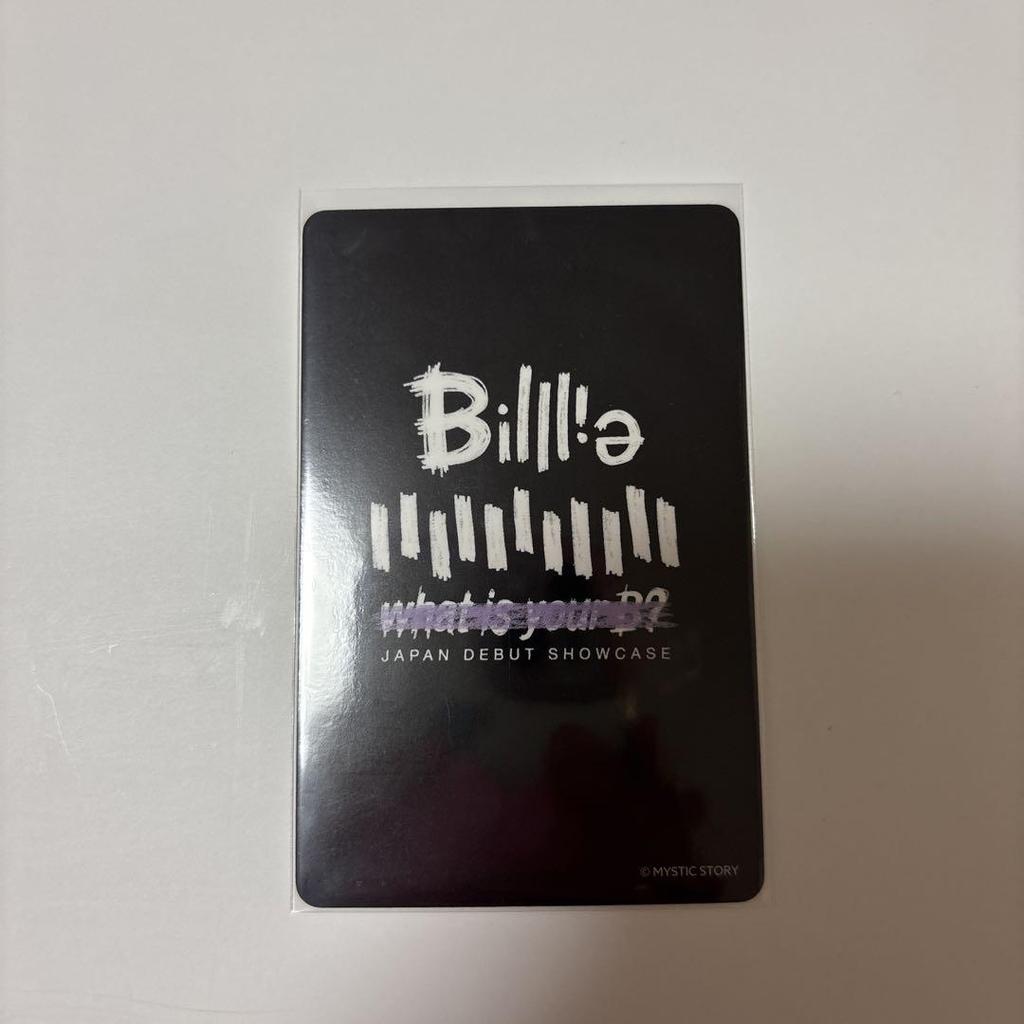 Billlie
what is your B?
JAPAN DEBUT SHOWCASE
© MYSTIC STORY